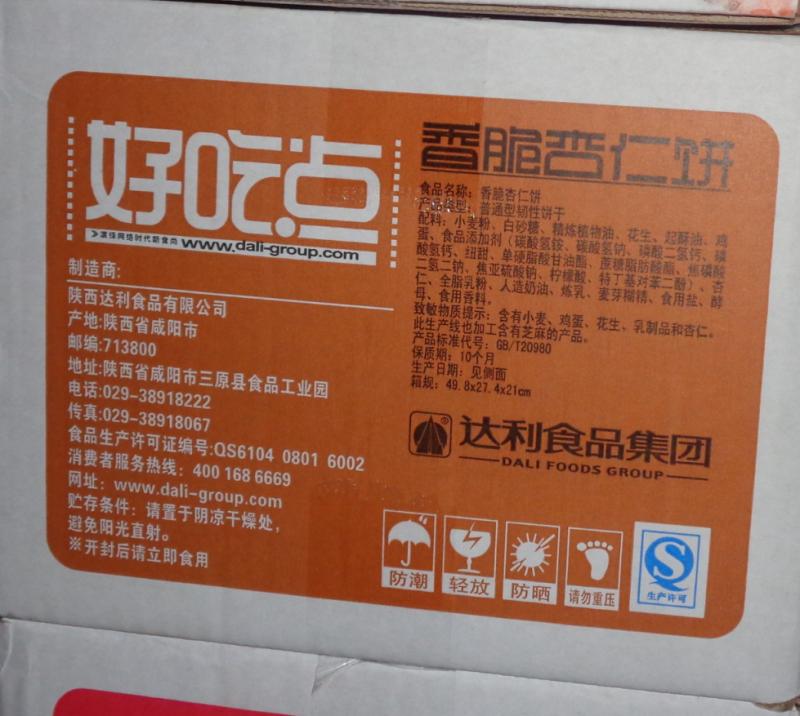 好吃点
演绎网络时代新食尚 www.dali-group.com
制造商:
陕西达利食品有限公司
产地:陕西省咸阳市
邮编:713800
地址:陕西省咸阳市三原县食品工业园
电话:029-38918222
传真:029-38918067
食品生产许可证编号:QS6104 0801 6002
消费者服务热线: 400 168 6669
网址: www.dali-group.com
贮存条件: 请置于阴凉干燥处,
避免阳光直射。
※开封后请立即食用
香脆杏仁饼
食品名称: 香脆杏仁饼
产品类型: 普通型韧性饼干
配料: 小麦粉、白砂糖、精炼植物油、花生、起酥油、鸡
蛋、食品添加剂(碳酸氢铵、碳酸氢钠、磷酸二氢钙、碳
酸氢钙、纽甜、单硬脂酸甘油酯、蔗糖脂肪酸酯、焦磷酸
二氢二钠、焦亚硫酸钠、柠檬酸、特丁基对苯二酚)、杏
仁、全脂乳粉、人造奶油、炼乳、麦芽糊精、食用盐、酵
母、食用香料。
致敏物质提示: 含有小麦、鸡蛋、花生、乳制品和杏仁。
此生产线也加工含有芝麻的产品。
产品标准代号: GB/T20980
保质期: 10个月
生产日期: 见侧面
箱规: 49.8x27.4x21cm
达利食品集团
DALI FOODS GROUP
防潮 轻放 防晒 请勿重压 生产许可